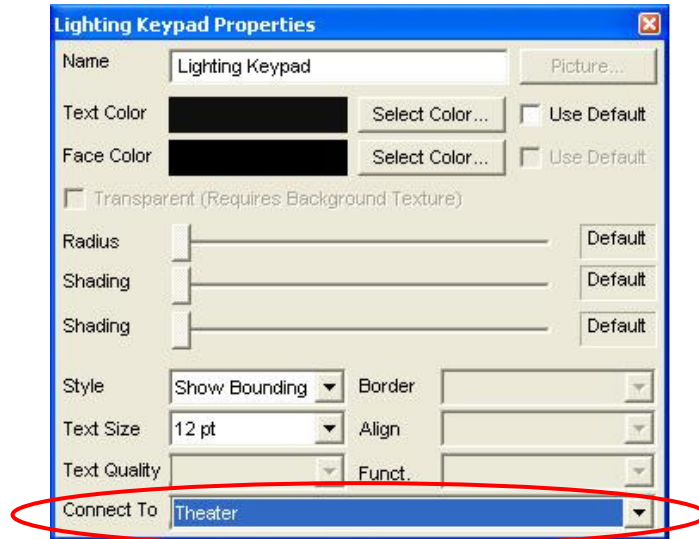 Lighting Keypad Properties
Name Lighting Keypad Picture...
Text Color Select Color... Use Default
Face Color Select Color... Use Default
Transparent (Requires Background Texture)
Radius Default
Shading Default
Shading Default
Style Show Bounding Border
Text Size 12 pt Align
Text Quality Funct.
Connect To Theater